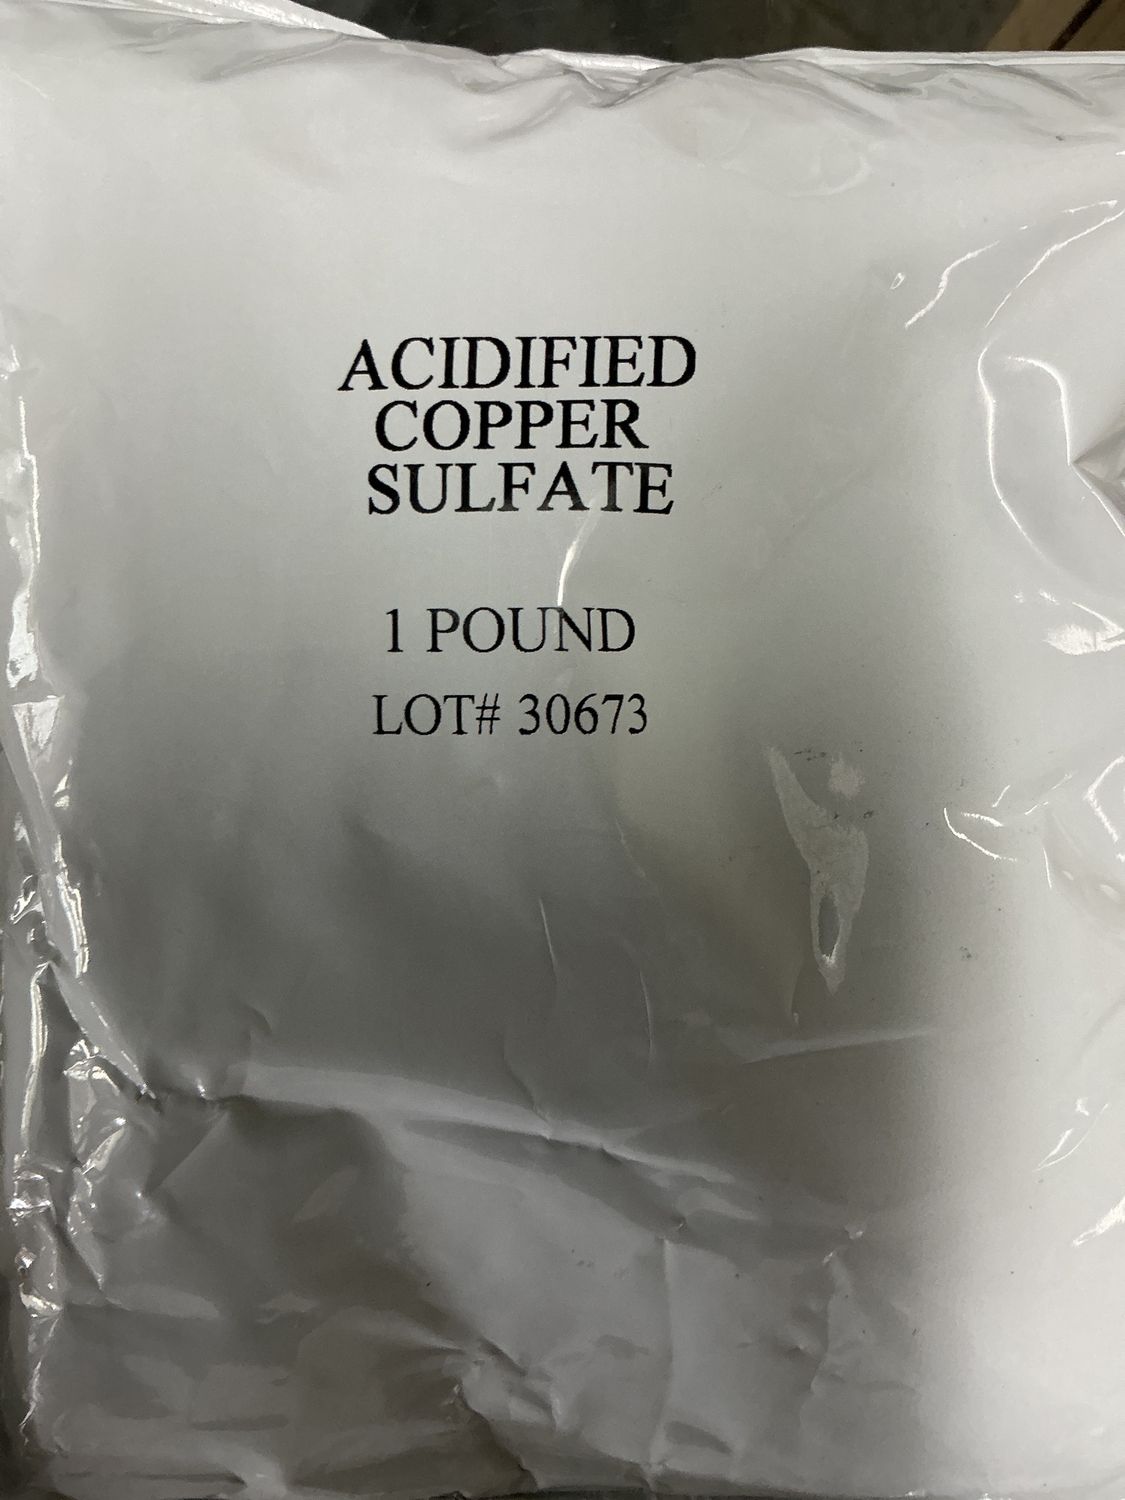 ACIDIFIED
COPPER
SULFATE
1 POUND
LOT# 30673